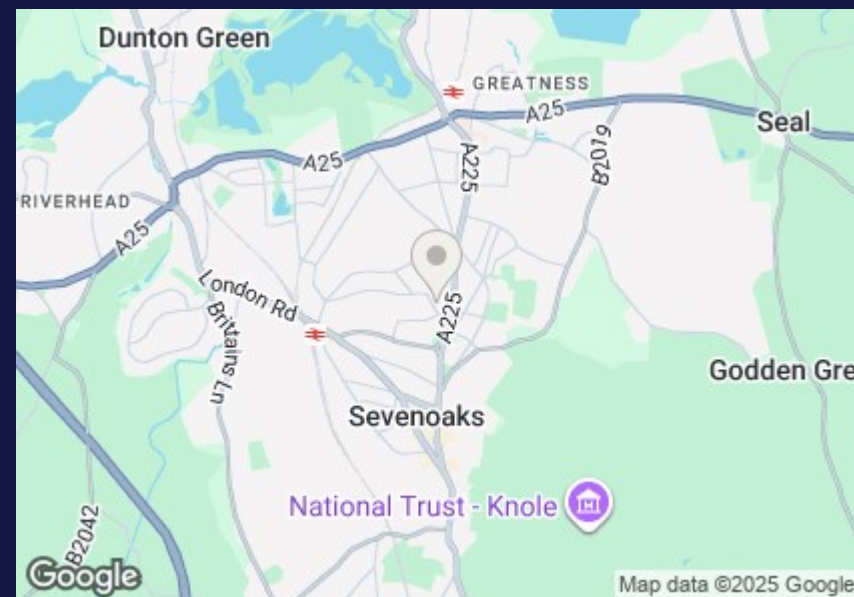 Dunton Green
GREATNESS
A25
Seal
A225
B2019
A25
RIVERHEAD
A25
London Rd
Brittains Ln
A225
Godden Gre
Sevenoaks
National Trust - Knole
B2042
Google
Map data ©2025 Google